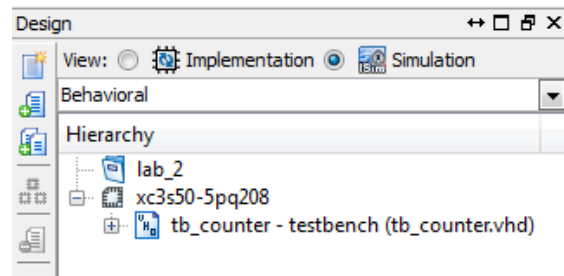 Design
View: Implementation Simulation
Behavioral
Hierarchy
lab_2
xc3s50-5pq208
tb_counter - testbench (tb_counter.vhd)